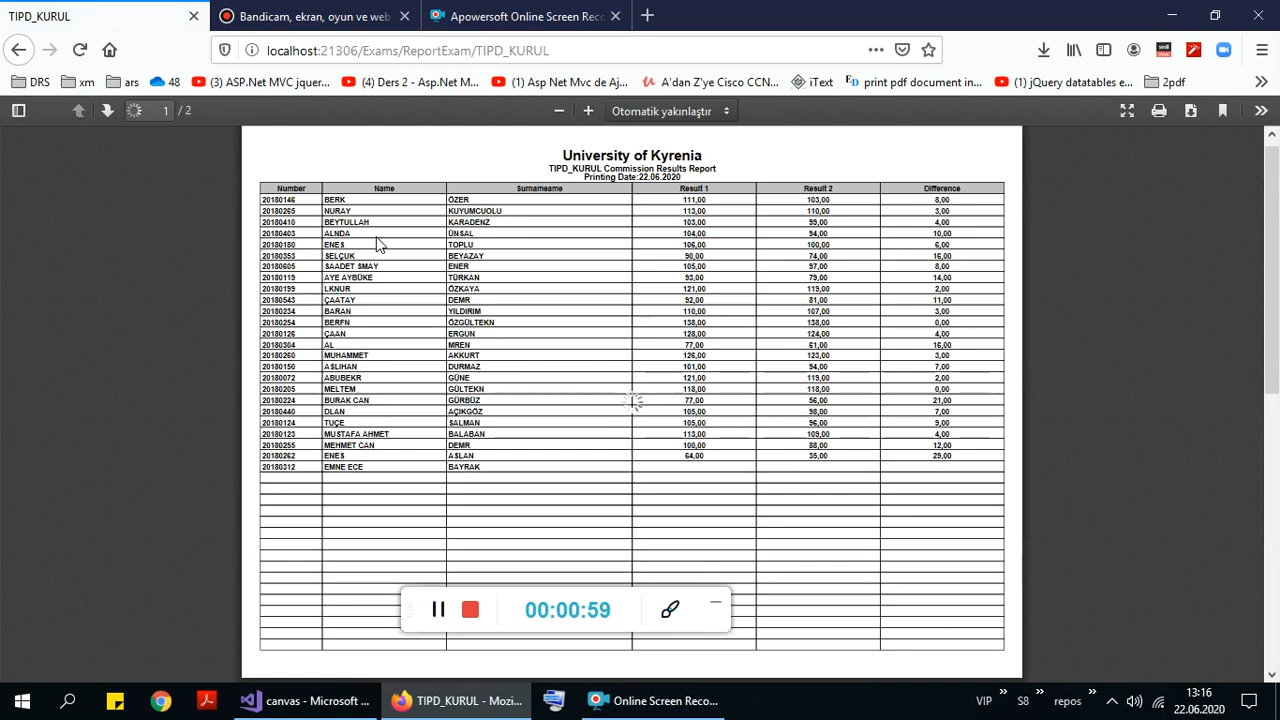 TIPD_KURUL
Bandicam, ekran, oyun ve web
Apowersoft Online Screen Reco
localhost:21306/Exams/ReportExam/TIPD_KURUL
DRS xm ars 48 (3) ASP.Net MVC jquer... (4) Ders 2 - Asp.Net M... (1) Asp Net Mvc de Aj... A'dan Z'ye Cisco CCN... iText print pdf document in... (1) jQuery datatables e... 2pdf
1 / 2 Otomatik yakınlaştır
University of Kyrenia
TIPD_KURUL Commission Results Report
Printing Date:22.06.2020
Number Name Surnameame Result 1 Result 2 Difference
20180146 BERK ÖZER 111,00 103,00 8,00
20180265 NURAY KUYUMCUOLU 113,00 110,00 3,00
20180410 BEYTULLAH KARADENZ 103,00 99,00 4,00
20180403 ALNDA ÜNSAL 104,00 94,00 10,00
20180180 ENES TOPLU 106,00 100,00 6,00
20180353 SELÇUK BEYAZAY 90,00 74,00 16,00
20180605 SAADET SMAY ENER 105,00 97,00 8,00
20180119 AYE AYBÜKE TÜRKAN 93,00 79,00 14,00
20180199 LKNUR ÖZKAYA 121,00 119,00 2,00
20180543 ÇAATAY DEMR 92,00 81,00 11,00
20180234 BARAN YILDIRIM 110,00 107,00 3,00
20180254 BERFN ÖZGÜLTEKN 138,00 138,00 0,00
20180126 ÇAAN ERGUN 128,00 124,00 4,00
20180304 AL MREN 77,00 61,00 16,00
20180260 MUHAMMET AKKURT 126,00 123,00 3,00
20180150 ASLIHAN DURMAZ 101,00 94,00 7,00
20180072 ABUBEKR GÜNE 121,00 119,00 2,00
20180205 MELTEM GÜLTEKN 118,00 118,00 0,00
20180224 BURAK CAN GÜRBÜZ 77,00 56,00 21,00
20180440 DLAN AÇIKGÖZ 105,00 98,00 7,00
20180124 TUÇE SALMAN 105,00 96,00 9,00
20180123 MUSTAFA AHMET BALABAN 113,00 109,00 4,00
20180255 MEHMET CAN DEMR 100,00 88,00 12,00
20180262 ENES ASLAN 64,00 35,00 29,00
20180312 EMNE ECE BAYRAK
00:00:59
canvas - Microsoft ... TIPD_KURUL - Mozi... Online Screen Reco... VIP S8 repos 13:16
22.06.2020